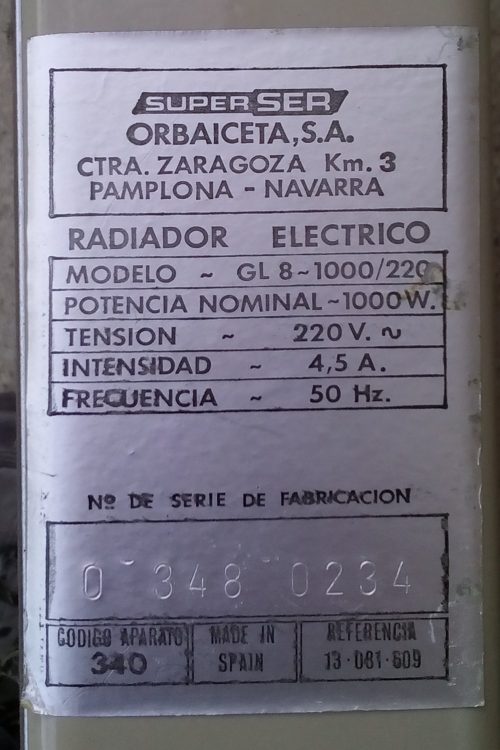 SUPER SER
ORBAICETA, S.A.
CTRA. ZARAGOZA Km. 3
PAMPLONA - NAVARRA
RADIADOR ELECTRICO
MODELO ~ GL 8~1000/220
POTENCIA NOMINAL ~1000 W.
TENSION ~ 220 V. ~
INTENSIDAD ~ 4,5 A.
FRECUENCIA ~ 50 Hz.
Nº DE SERIE DE FABRICACION
0 348 0234
CODIGO APARATO
340
MADE IN
SPAIN
REFERENCIA
13·081·609